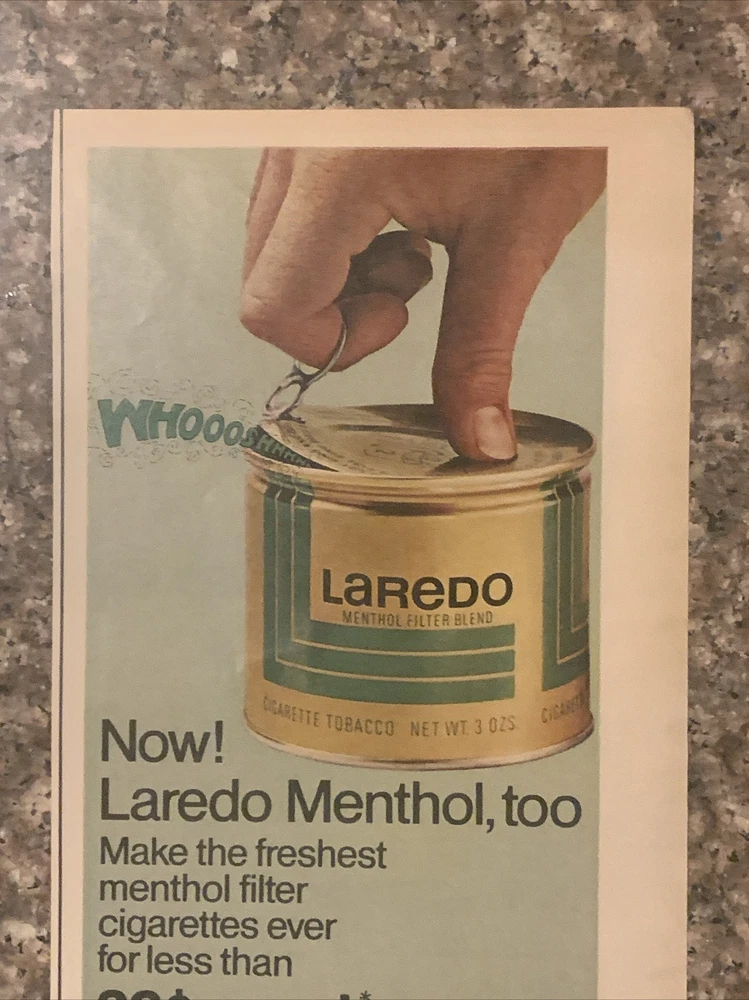 WHOOOSHHHH
LAREDO
MENTHOL FILTER BLEND
CIGARETTE TOBACCO NET WT. 3 OZS.
Now!
Laredo Menthol, too
Make the freshest
menthol filter
cigarettes ever
for less than